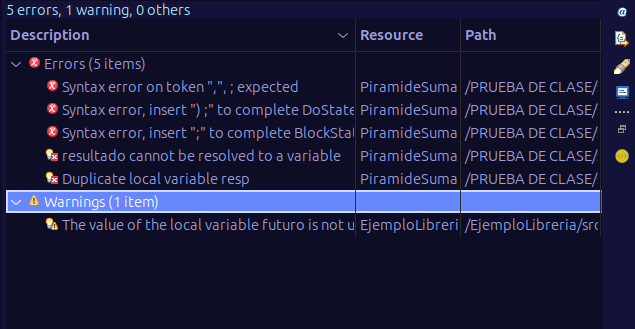 5 errors, 1 warning, 0 others
Description Resource Path
Errors (5 items)
Syntax error on token ",", ; expected PiramideSuma /PRUEBA DE CLASE/
Syntax error, insert ") ;" to complete DoState PiramideSuma /PRUEBA DE CLASE/
Syntax error, insert ";" to complete BlockStat PiramideSuma /PRUEBA DE CLASE/
resultado cannot be resolved to a variable PiramideSuma /PRUEBA DE CLASE/
Duplicate local variable resp PiramideSuma /PRUEBA DE CLASE/
Warnings (1 item)
The value of the local variable futuro is not u EjemploLibreri /EjemploLibreria/src